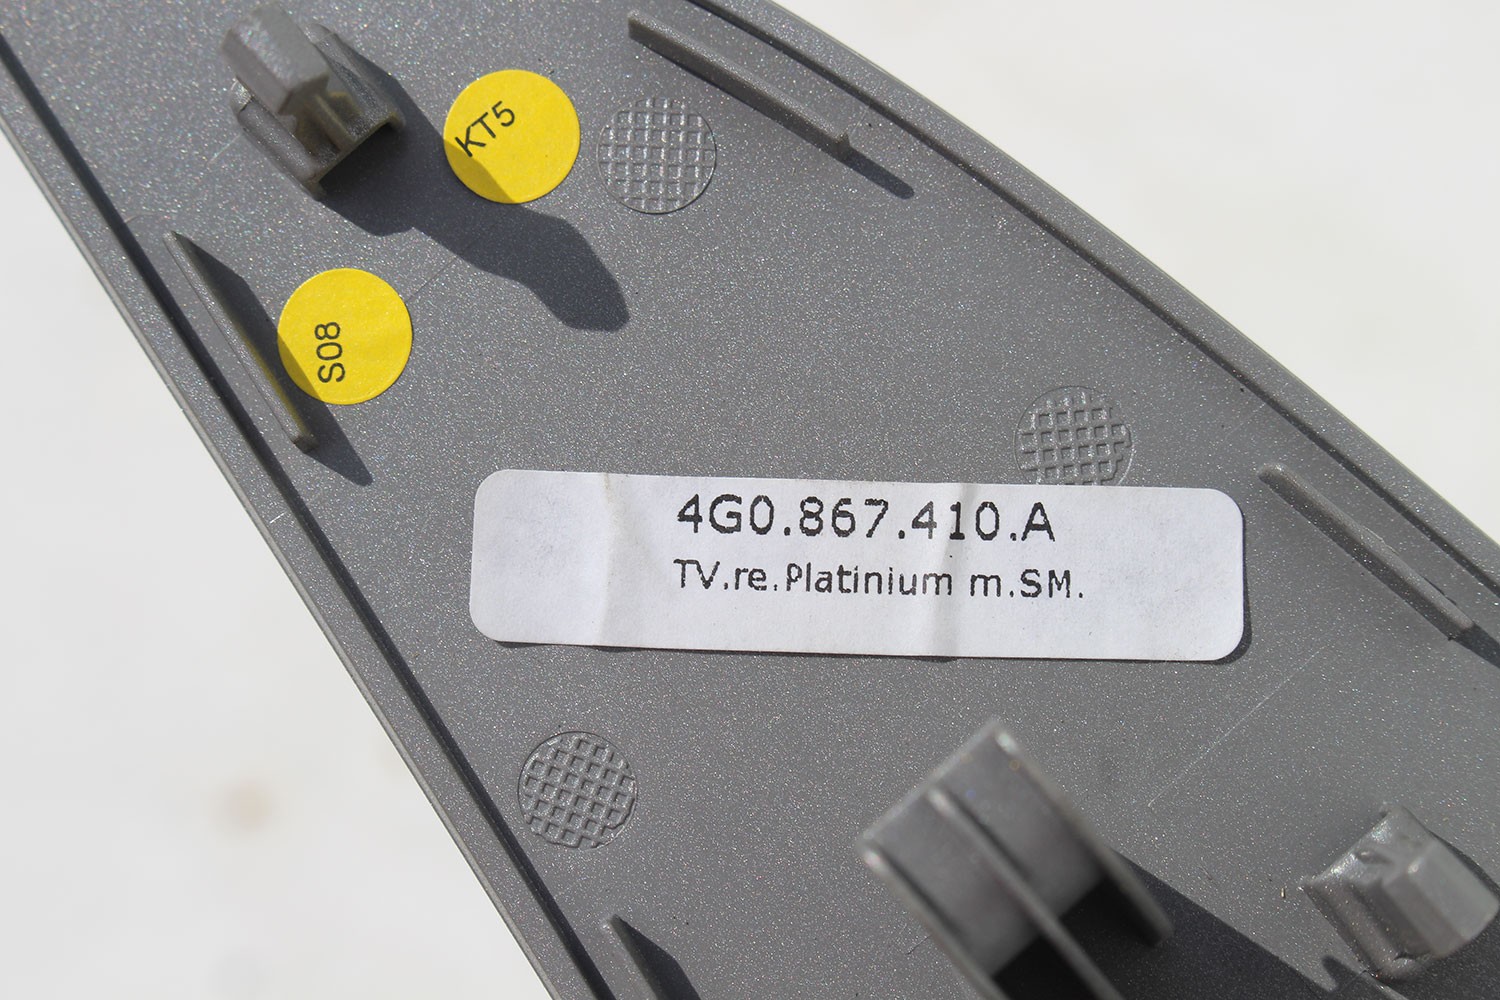 KT5
S08
4G0.867.410.A
TV.re.Platinium m.SM.